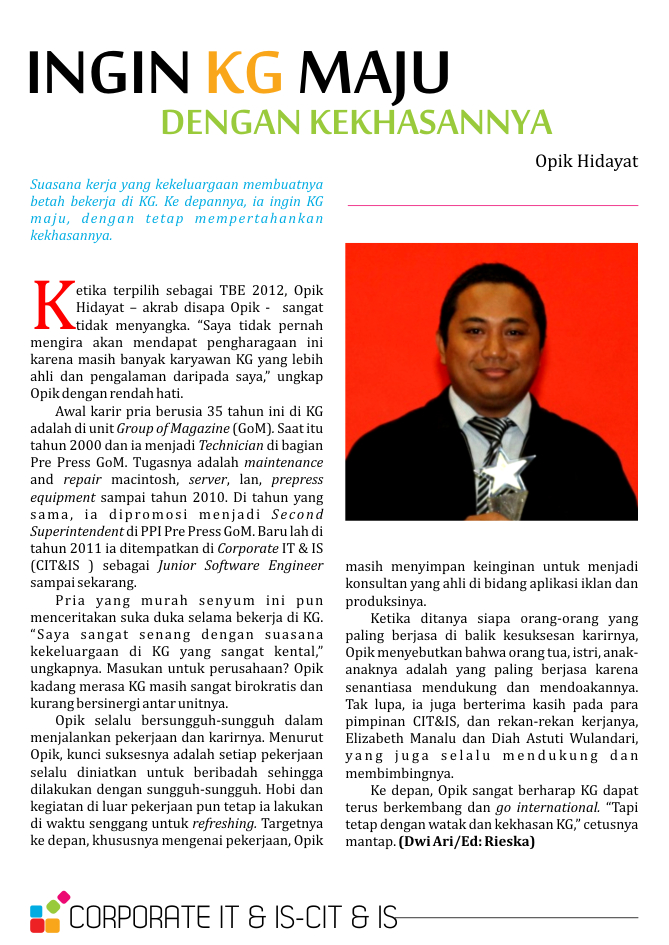 INGIN KG MAJU
DENGAN KEKHASANNYA
Opik Hidayat
Suasana kerja yang kekeluargaan membuatnya
betah bekerja di KG. Ke depannya, ia ingin KG
maju, dengan tetap mempertahankan
kekhasannya.
Ketika terpilih sebagai TBE 2012, Opik
Hidayat – akrab disapa Opik - sangat
tidak menyangka. “Saya tidak pernah
mengira akan mendapat penghargaan ini
karena masih banyak karyawan KG yang lebih
ahli dan pengalaman daripada saya,” ungkap
Opik dengan rendah hati.
Awal karir pria berusia 35 tahun ini di KG
adalah di unit Group of Magazine (GoM). Saat itu
tahun 2000 dan ia menjadi Technician di bagian
Pre Press GoM. Tugasnya adalah maintenance
and repair macintosh, server, lan, prepress
equipment sampai tahun 2010. Di tahun yang
sama, ia dipromosi menjadi Second
Superintendent di PPI Pre Press GoM. Baru lah di
tahun 2011 ia ditempatkan di Corporate IT & IS
(CIT&IS ) sebagai Junior Software Engineer
sampai sekarang.
Pria yang murah senyum ini pun
menceritakan suka duka selama bekerja di KG.
“Saya sangat senang dengan suasana
kekeluargaan di KG yang sangat kental,”
ungkapnya. Masukan untuk perusahaan? Opik
kadang merasa KG masih sangat birokratis dan
kurang bersinergi antar unitnya.
Opik selalu bersungguh-sungguh dalam
menjalankan pekerjaan dan karirnya. Menurut
Opik, kunci suksesnya adalah setiap pekerjaan
selalu diniatkan untuk beribadah sehingga
dilakukan dengan sungguh-sungguh. Hobi dan
kegiatan di luar pekerjaan pun tetap ia lakukan
di waktu senggang untuk refreshing. Targetnya
ke depan, khususnya mengenai pekerjaan, Opik
masih menyimpan keinginan untuk menjadi
konsultan yang ahli di bidang aplikasi iklan dan
produksinya.
Ketika ditanya siapa orang-orang yang
paling berjasa di balik kesuksesan karirnya,
Opik menyebutkan bahwa orang tua, istri, anak-
anaknya adalah yang paling berjasa karena
senantiasa mendukung dan mendoakannya.
Tak lupa, ia juga berterima kasih pada para
pimpinan CIT&IS, dan rekan-rekan kerjanya,
Elizabeth Manalu dan Diah Astuti Wulandari,
yang juga selalu mendukung dan
membimbingnya.
Ke depan, Opik sangat berharap KG dapat
terus berkembang dan go international. “Tapi
tetap dengan watak dan kekhasan KG,” cetusnya
mantap. (Dwi Ari/Ed: Rieska)
CORPORATE IT & IS-CIT & IS